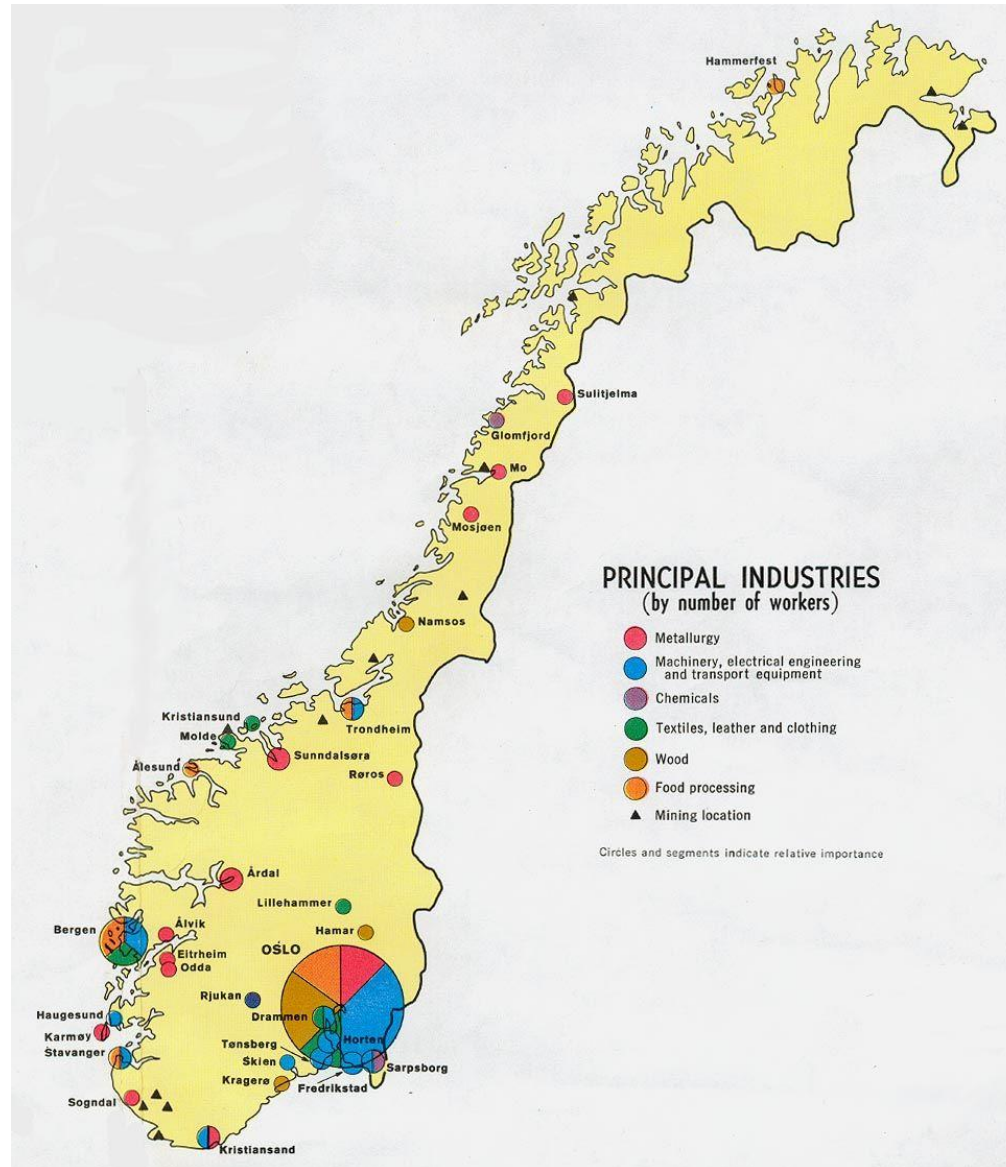 Hammerfest
Sulitjelma
Glomfjord
Mo
Mosjøen
PRINCIPAL INDUSTRIES
(by number of workers)
Metallurgy
Machinery, electrical engineering
and transport equipment
Chemicals
Textiles, leather and clothing
Wood
Food processing
Mining location
Circles and segments indicate relative importance
Namsos
Kristiansund
Trondheim
Molde
Sunndalsøra
Ålesund
Røros
Årdal
Lillehammer
Bergen
Ålvik
Hamar
OSLO
Eitrheim
Odda
Rjukan
Haugesund
Drammen
Karmøy
Tønsberg
Horten
Stavanger
Skien
Sarpsborg
Kragerø
Fredrikstad
Sogndal
Kristiansand